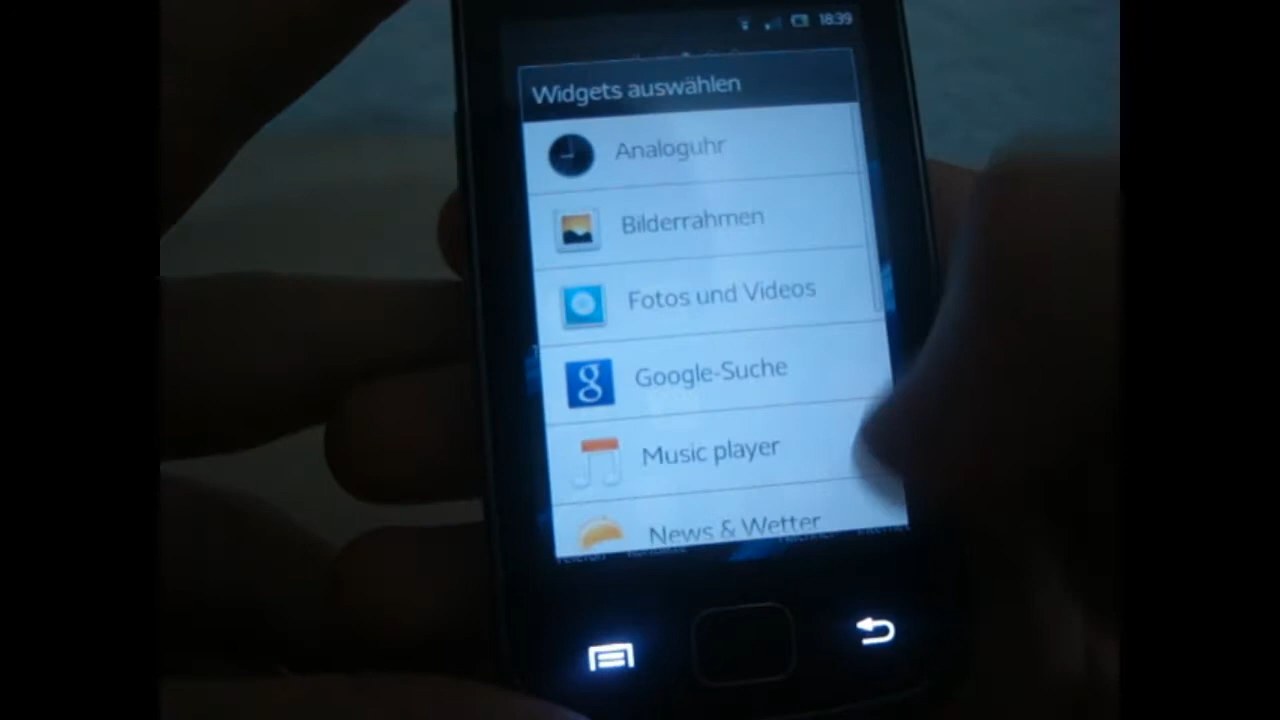 18:39
Widgets auswählen
Analoguhr
Bilderrahmen
Fotos und Videos
Google-Suche
g
Music player
News & Wetter